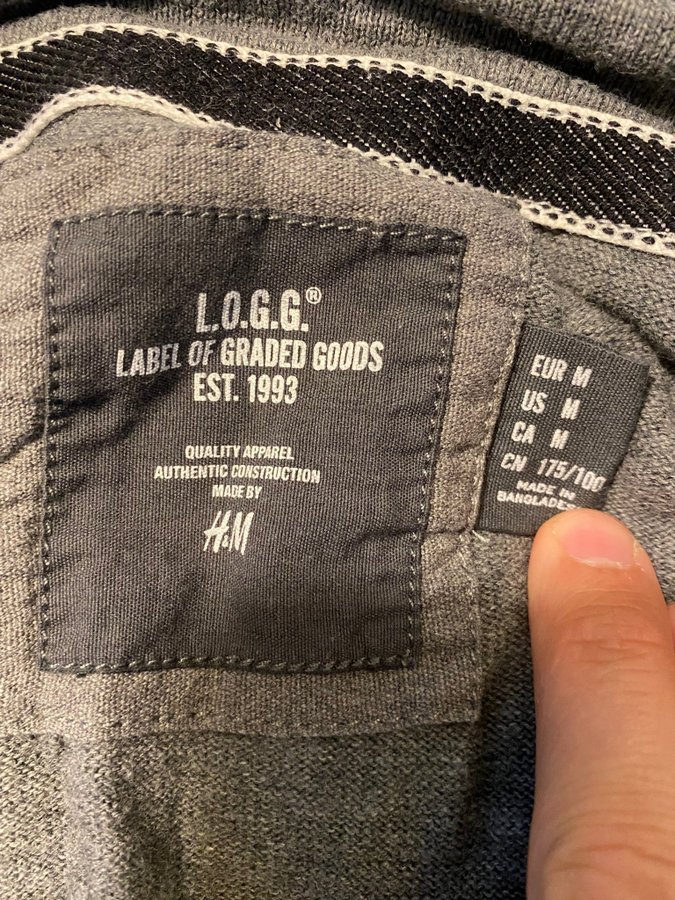 L.O.G.G.®
LABEL OF GRADED GOODS
EST. 1993
QUALITY APPAREL
AUTHENTIC CONSTRUCTION
MADE BY
H&M
EUR M
US M
CA M
CN 175/100
MADE IN